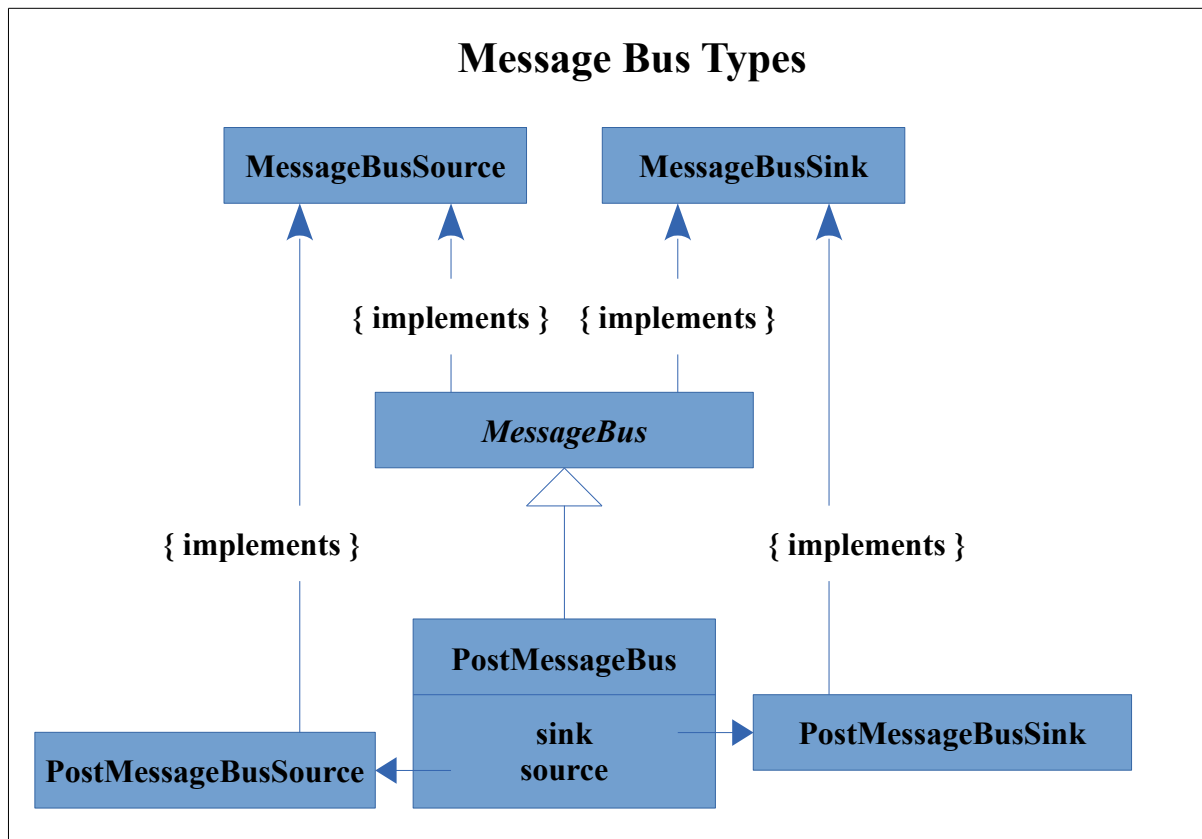 Message Bus Types
MessageBusSource
MessageBusSink
{ implements }
{ implements }
MessageBus
{ implements }
{ implements }
PostMessageBus
sink
source
PostMessageBusSink
PostMessageBusSource